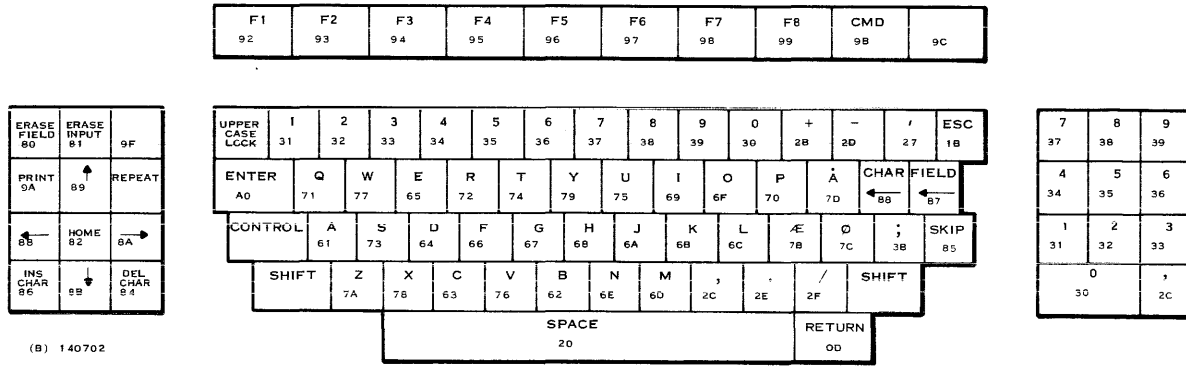 F1 F2 F3 F4 F5 F6 F7 F8 CMD
92 93 94 95 96 97 98 99 9B 9C
ERASE FIELD 80
ERASE INPUT 81
9F
PRINT 9A
89
REPEAT
88
HOME 82
8A
INS CHAR 86
8B
DEL CHAR 84
UPPER CASE LOCK
1 2 3 4 5 6 7 8 9 0 + - ' ESC
31 32 33 34 35 36 37 38 39 30 2B 2D 27 1B
ENTER Q W E R T Y U I O P Å CHAR FIELD
A0 71 77 65 72 74 79 75 69 6F 70 7D 88 87
CONTROL A S D F G H J K L Æ Ø ; SKIP
61 73 64 66 67 68 6A 6B 6C 7B 7C 3B 85
SHIFT Z X C V B N M , . / SHIFT
7A 78 63 76 62 6E 6D 2C 2E 2F
SPACE RETURN
20 0D
7 8 9
37 38 39
4 5 6
34 35 36
1 2 3
31 32 33
0 ,
30 2C
(B) 140702